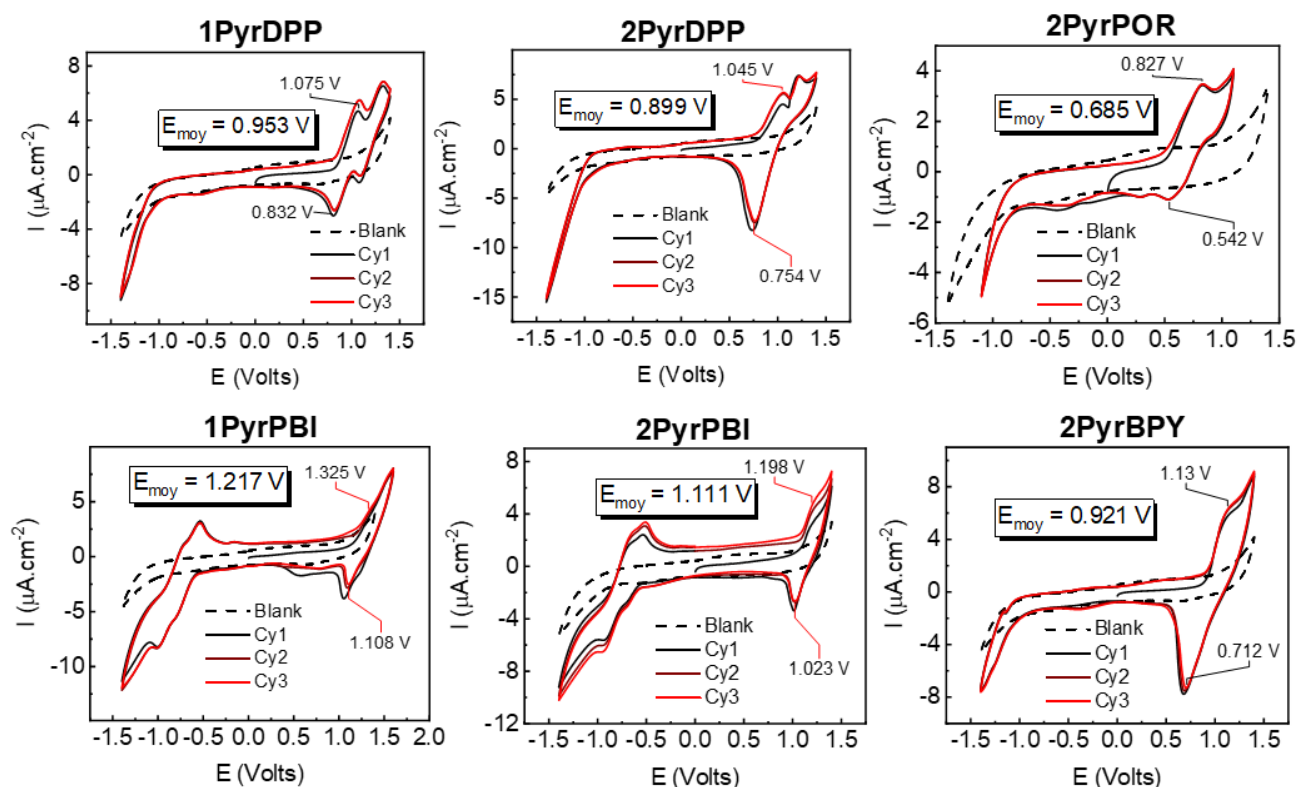 1PyrDPP
I (µA.cm-2)
8
4
0
-4
-8
1.075 V
Emoy = 0.953 V
0.832 V
Blank
Cy1
Cy2
Cy3
-1.5 -1.0 -0.5 0.0 0.5 1.0 1.5
E (Volts)
2PyrDPP
I (µA.cm-2)
10
5
0
-5
-10
-15
1.045 V
Emoy = 0.899 V
0.754 V
Blank
Cy1
Cy2
Cy3
-1.5 -1.0 -0.5 0.0 0.5 1.0 1.5
E (Volts)
2PyrPOR
I (µA.cm-2)
4
2
0
-2
-4
-6
0.827 V
Emoy = 0.685 V
0.542 V
Blank
Cy1
Cy2
Cy3
-1.5 -1.0 -0.5 0.0 0.5 1.0 1.5
E (Volts)
1PyrPBI
I (µA.cm-2)
5
0
-5
-10
1.325 V
Emoy = 1.217 V
1.108 V
Blank
Cy1
Cy2
Cy3
-1.5 -1.0 -0.5 0.0 0.5 1.0 1.5 2.0
E (Volts)
2PyrPBI
I (µA.cm-2)
8
4
0
-4
-8
-12
1.198 V
Emoy = 1.111 V
1.023 V
Blank
Cy1
Cy2
Cy3
-1.5 -1.0 -0.5 0.0 0.5 1.0 1.5
E (Volts)
2PyrBPY
I (µA.cm-2)
8
4
0
-4
-8
1.13 V
Emoy = 0.921 V
0.712 V
Blank
Cy1
Cy2
Cy3
-1.5 -1.0 -0.5 0.0 0.5 1.0 1.5
E (Volts)